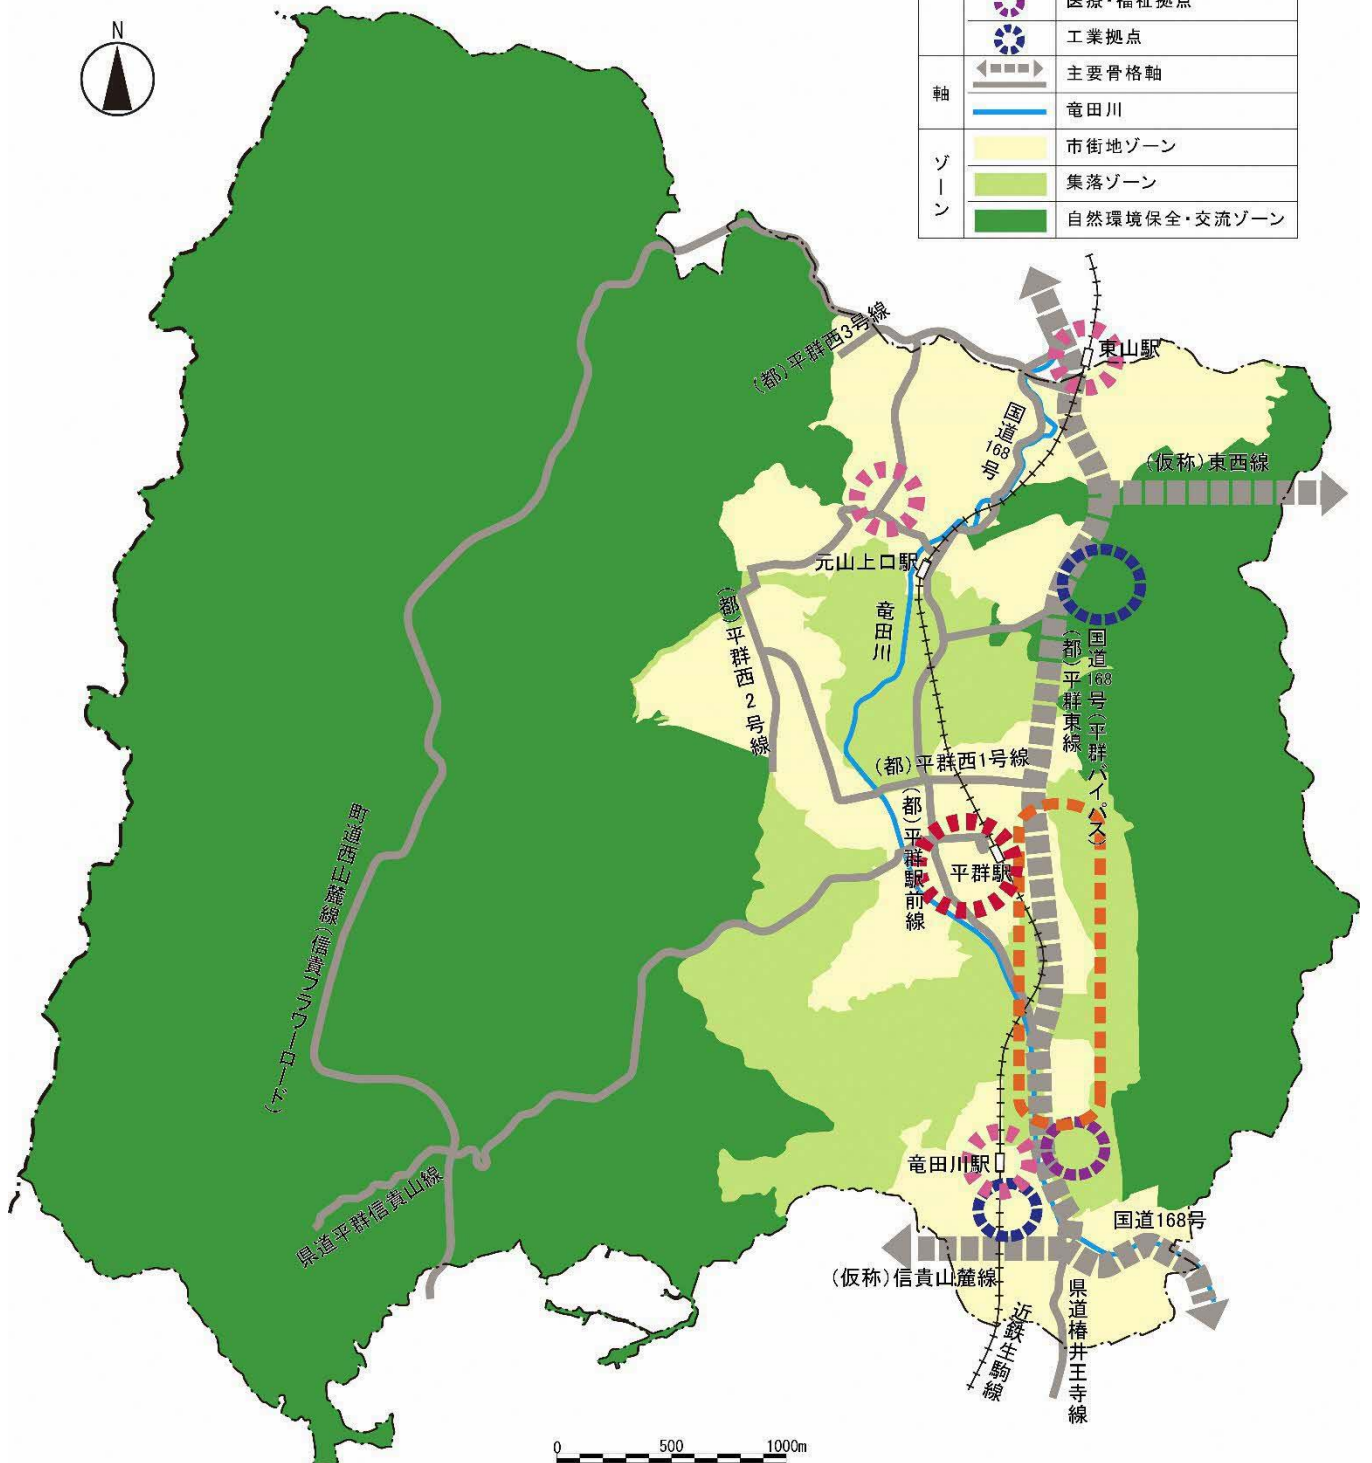 N
医療・福祉拠点
工業拠点
軸
主要骨格軸
竜田川
ゾーン
市街地ゾーン
集落ゾーン
自然環境保全・交流ゾーン
(都)平群西3号線
東山駅
国道168号
(仮称)東西線
元山上口駅
竜田川
(都)平群西2号線
国道168号(平群バイパス)
(都)平群東線
(都)平群西1号線
(都)平群駅前線
平群駅
町道西山麓線(信貴フラワーロード)
竜田川駅
県道平群信貴山線
国道168号
(仮称)信貴山麓線
近鉄生駒線
県道椿井王寺線
0 500 1000m